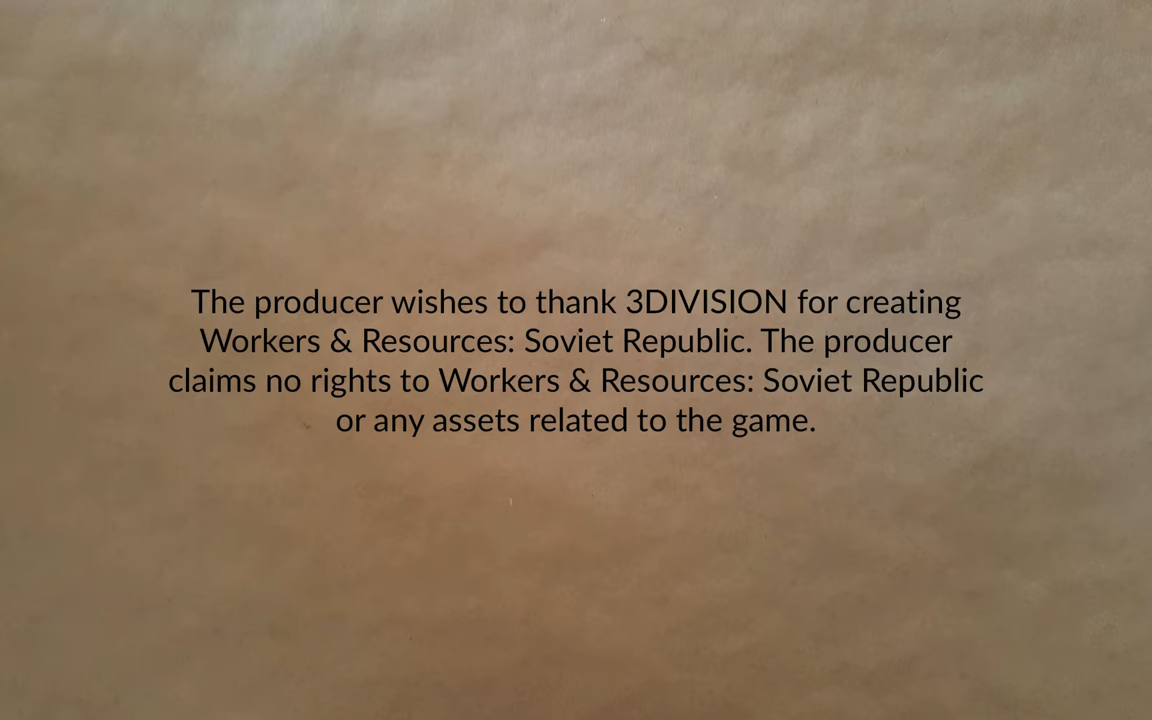 The producer wishes to thank 3DIVISION for creating
Workers & Resources: Soviet Republic. The producer
claims no rights to Workers & Resources: Soviet Republic
or any assets related to the game.